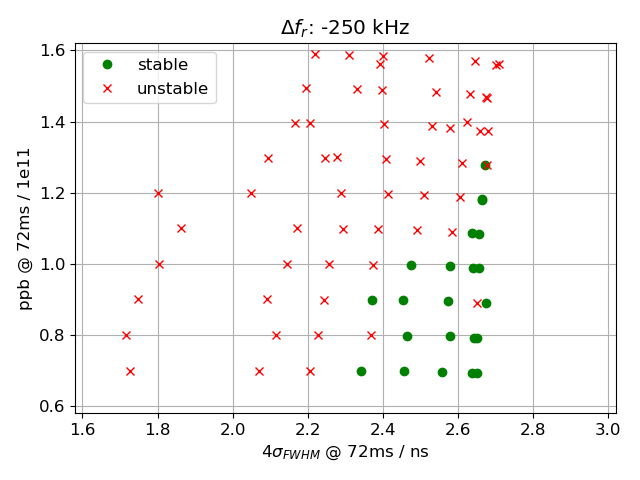 Δf_r: -250 kHz
stable
unstable
ppb @ 72ms / 1e11
1.6
1.4
1.2
1.0
0.8
0.6
1.6 1.8 2.0 2.2 2.4 2.6 2.8 3.0
4σ_FWHM @ 72ms / ns